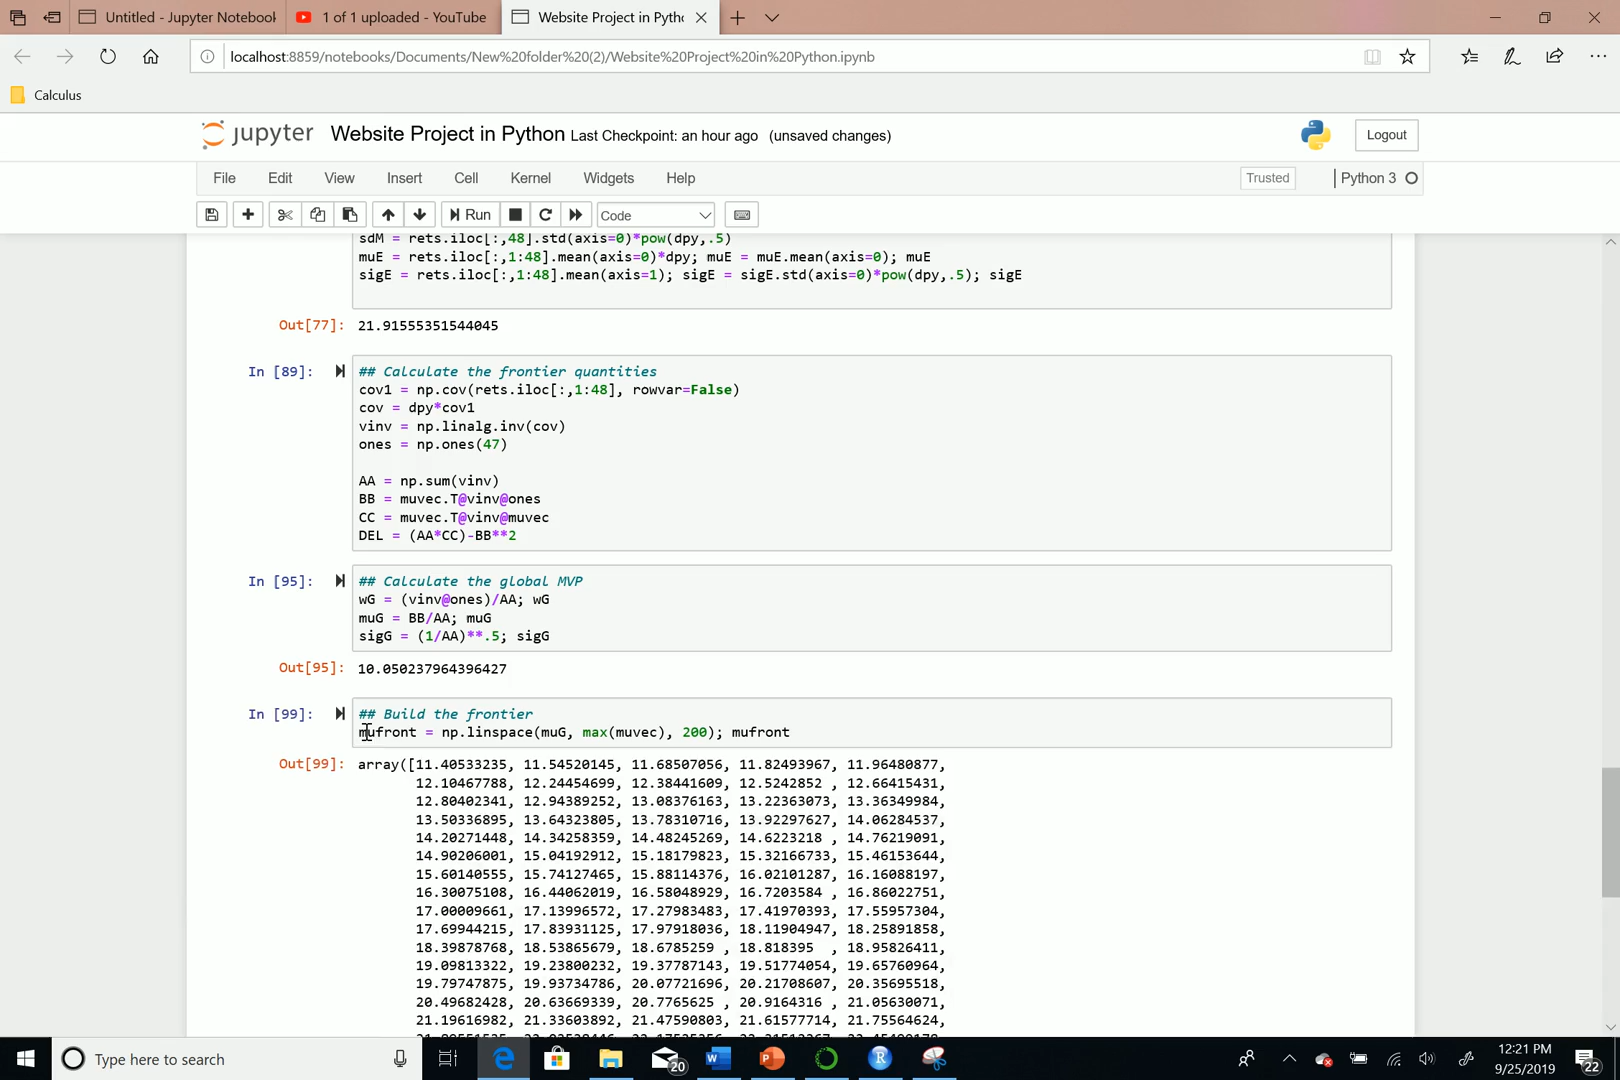 Untitled - Jupyter Notebook
1 of 1 uploaded - YouTube
Website Project in Pytho
localhost:8859/notebooks/Documents/New%20folder%20(2)/Website%20Project%20in%20Python.ipynb
Calculus
jupyter Website Project in Python Last Checkpoint: an hour ago (unsaved changes)
Logout
File Edit View Insert Cell Kernel Widgets Help
Trusted
Python 3
Run
Code
sdM = rets.iloc[:,48].std(axis=0)*pow(dpy,.5)
muE = rets.iloc[:,1:48].mean(axis=0)*dpy; muE = muE.mean(axis=0); muE
sigE = rets.iloc[:,1:48].mean(axis=1); sigE = sigE.std(axis=0)*pow(dpy,.5); sigE
Out[77]: 21.91555351544045
In [89]: ## Calculate the frontier quantities
cov1 = np.cov(rets.iloc[:,1:48], rowvar=False)
cov = dpy*cov1
vinv = np.linalg.inv(cov)
ones = np.ones(47)
AA = np.sum(vinv)
BB = muvec.T@vinv@ones
CC = muvec.T@vinv@muvec
DEL = (AA*CC)-BB**2
In [95]: ## Calculate the global MVP
wG = (vinv@ones)/AA; wG
muG = BB/AA; muG
sigG = (1/AA)**.5; sigG
Out[95]: 10.050237964396427
In [99]: ## Build the frontier
mufront = np.linspace(muG, max(muvec), 200); mufront
Out[99]: array([11.40533235, 11.54520145, 11.68507056, 11.82493967, 11.96480877,
12.10467788, 12.24454699, 12.38441609, 12.5242852 , 12.66415431,
12.80402341, 12.94389252, 13.08376163, 13.22363073, 13.36349984,
13.50336895, 13.64323805, 13.78310716, 13.92297627, 14.06284537,
14.20271448, 14.34258359, 14.48245269, 14.6223218 , 14.76219091,
14.90206001, 15.04192912, 15.18179823, 15.32166733, 15.46153644,
15.60140555, 15.74127465, 15.88114376, 16.02101287, 16.16088197,
16.30075108, 16.44062019, 16.58048929, 16.7203584 , 16.86022751,
17.00009661, 17.13996572, 17.27983483, 17.41970393, 17.55957304,
17.69944215, 17.83931125, 17.97918036, 18.11904947, 18.25891858,
18.39878768, 18.53865679, 18.6785259 , 18.818395 , 18.95826411,
19.09813322, 19.23800232, 19.37787143, 19.51774054, 19.65760964,
19.79747875, 19.93734786, 20.07721696, 20.21708607, 20.35695518,
20.49682428, 20.63669339, 20.7765625 , 20.9164316 , 21.05630071,
21.19616982, 21.33603892, 21.47590803, 21.61577714, 21.75564624,
Type here to search
20
12:21 PM
9/25/2019
22